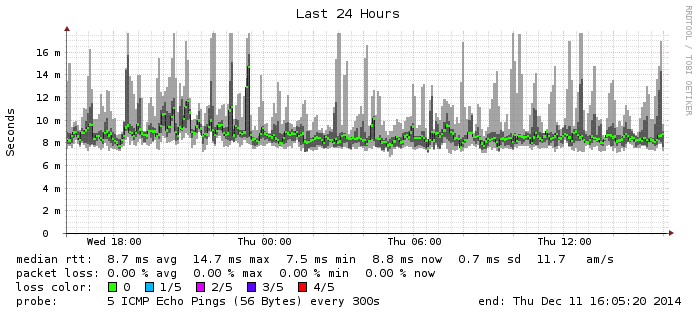 Last 24 Hours
RRDTOOL / TOBI OETIKER
Seconds
16 m
14 m
12 m
10 m
8 m
6 m
4 m
2 m
0
Wed 18:00 Thu 00:00 Thu 06:00 Thu 12:00
median rtt: 8.7 ms avg 14.7 ms max 7.5 ms min 8.8 ms now 0.7 ms sd 11.7 am/s
packet loss: 0.00 % avg 0.00 % max 0.00 % min 0.00 % now
loss color: 0 1/5 2/5 3/5 4/5
probe: 5 ICMP Echo Pings (56 Bytes) every 300s end: Thu Dec 11 16:05:20 2014